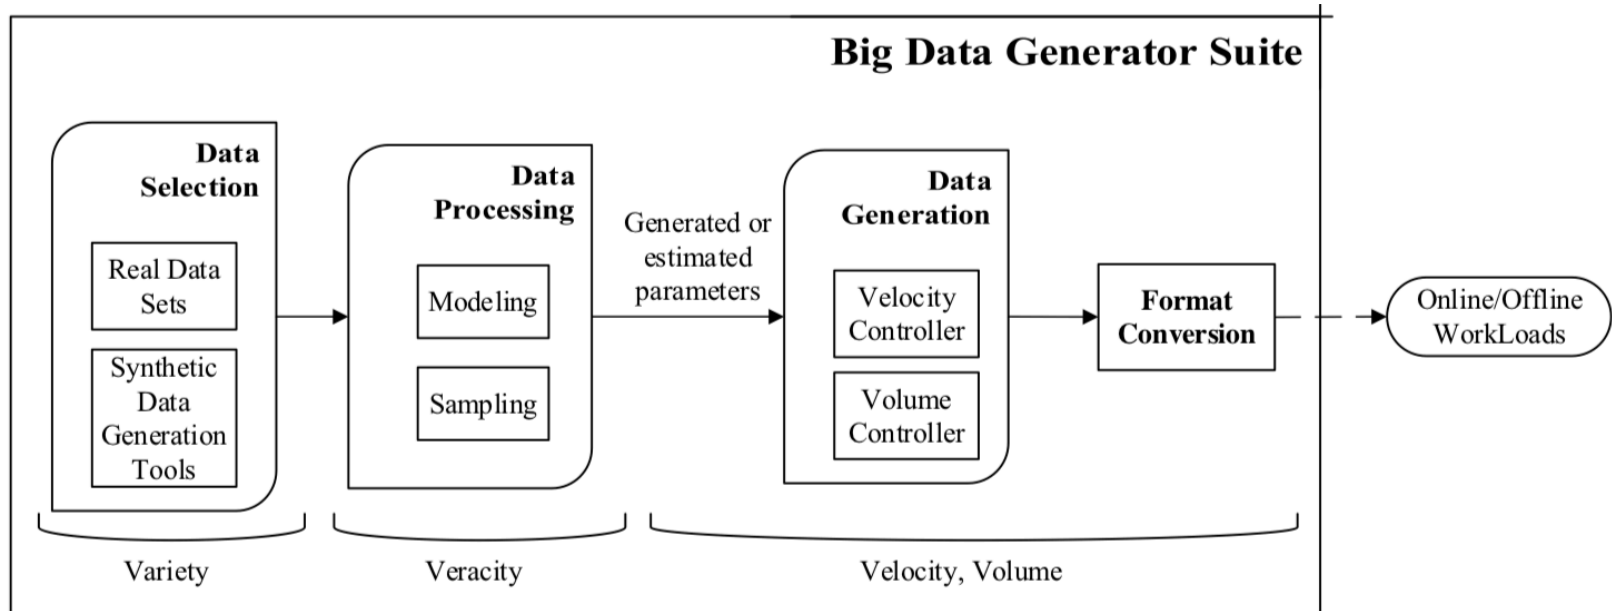 Big Data Generator Suite
Data
Selection
Real Data
Sets
Synthetic
Data
Generation
Tools
Data
Processing
Modeling
Sampling
Generated or
estimated
parameters
Data
Generation
Velocity
Controller
Volume
Controller
Format
Conversion
Online/Offline
WorkLoads
Variety
Veracity
Velocity, Volume